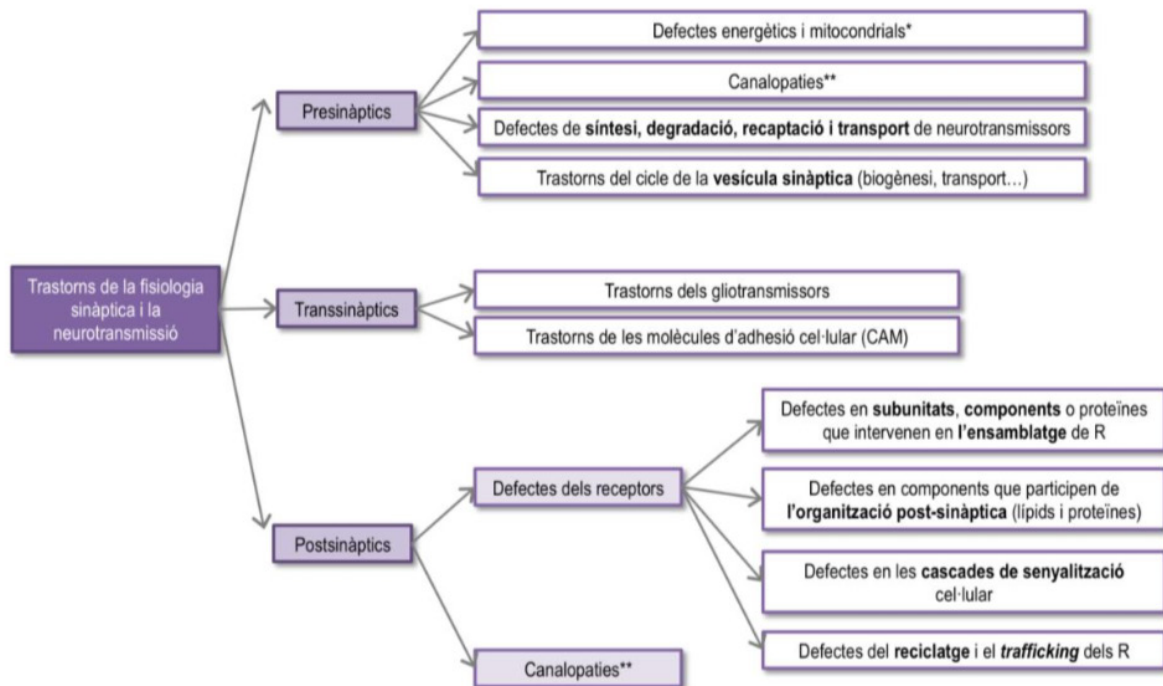 Defectes energètics i mitocondrials*
Canalopaties**
Presinàptics
Defectes de síntesi, degradació, recaptació i transport de neurotransmissors
Trastorns del cicle de la vesícula sinàptica (biogènesi, transport…)
Trastorns de la fisiologia
sinàptica i la
neurotransmissió
Transsinàptics
Trastorns dels gliotransmissors
Trastorns de les molècules d'adhesió cel·lular (CAM)
Postsinàptics
Defectes dels receptors
Defectes en subunitats, components o proteïnes
que intervenen en l'ensamblatge de R
Defectes en components que participen de
l'organització post-sinàptica (lípids i proteïnes)
Defectes en les cascades de senyalització
cel·lular
Defectes del reciclatge i el trafficking dels R
Canalopaties**